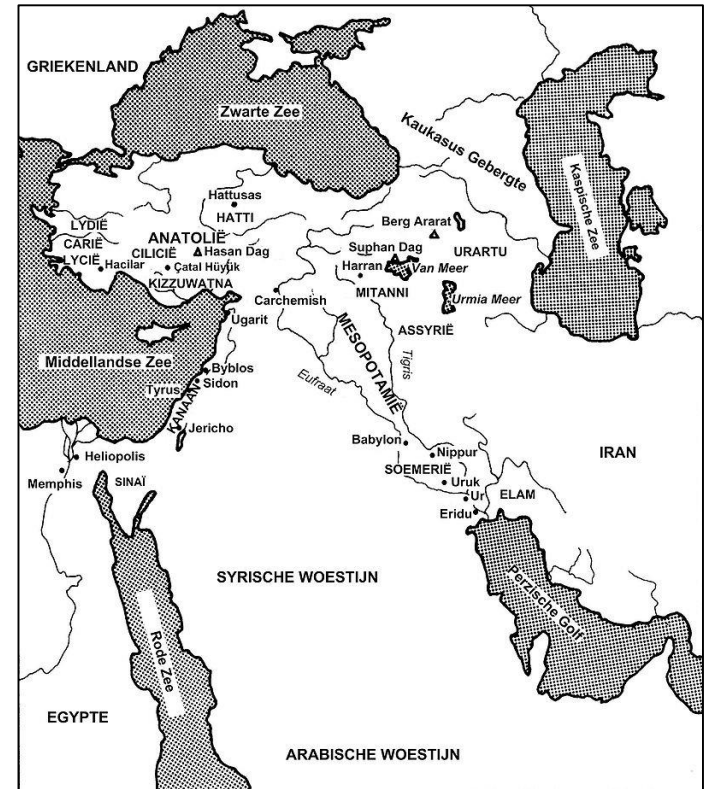 GRIEKENLAND
Zwarte Zee
Kaukasus Gebergte
Kaspische Zee
Hattusas
HATTI
LYDIË
CARIË
LYCIË
Hacilar
ANATOLIË
CILICIË
Hasan Dag
Çatal Hüyük
KIZZUWATNA
Berg Ararat
Suphan Dag
URARTU
Harran
Van Meer
MITANNI
Urmia Meer
Carchemish
ASSYRIË
Ugarit
MESOPOTAMIË
Tigris
Eufraat
Middellandse Zee
Byblos
Sidon
Tyrus
KANAAN
Jericho
Babylon
Nippur
SOEMERIË
Uruk
Ur
Eridu
ELAM
IRAN
Heliopolis
Memphis
SINAÏ
SYRISCHE WOESTIJN
Perzische Golf
Rode Zee
EGYPTE
ARABISCHE WOESTIJN